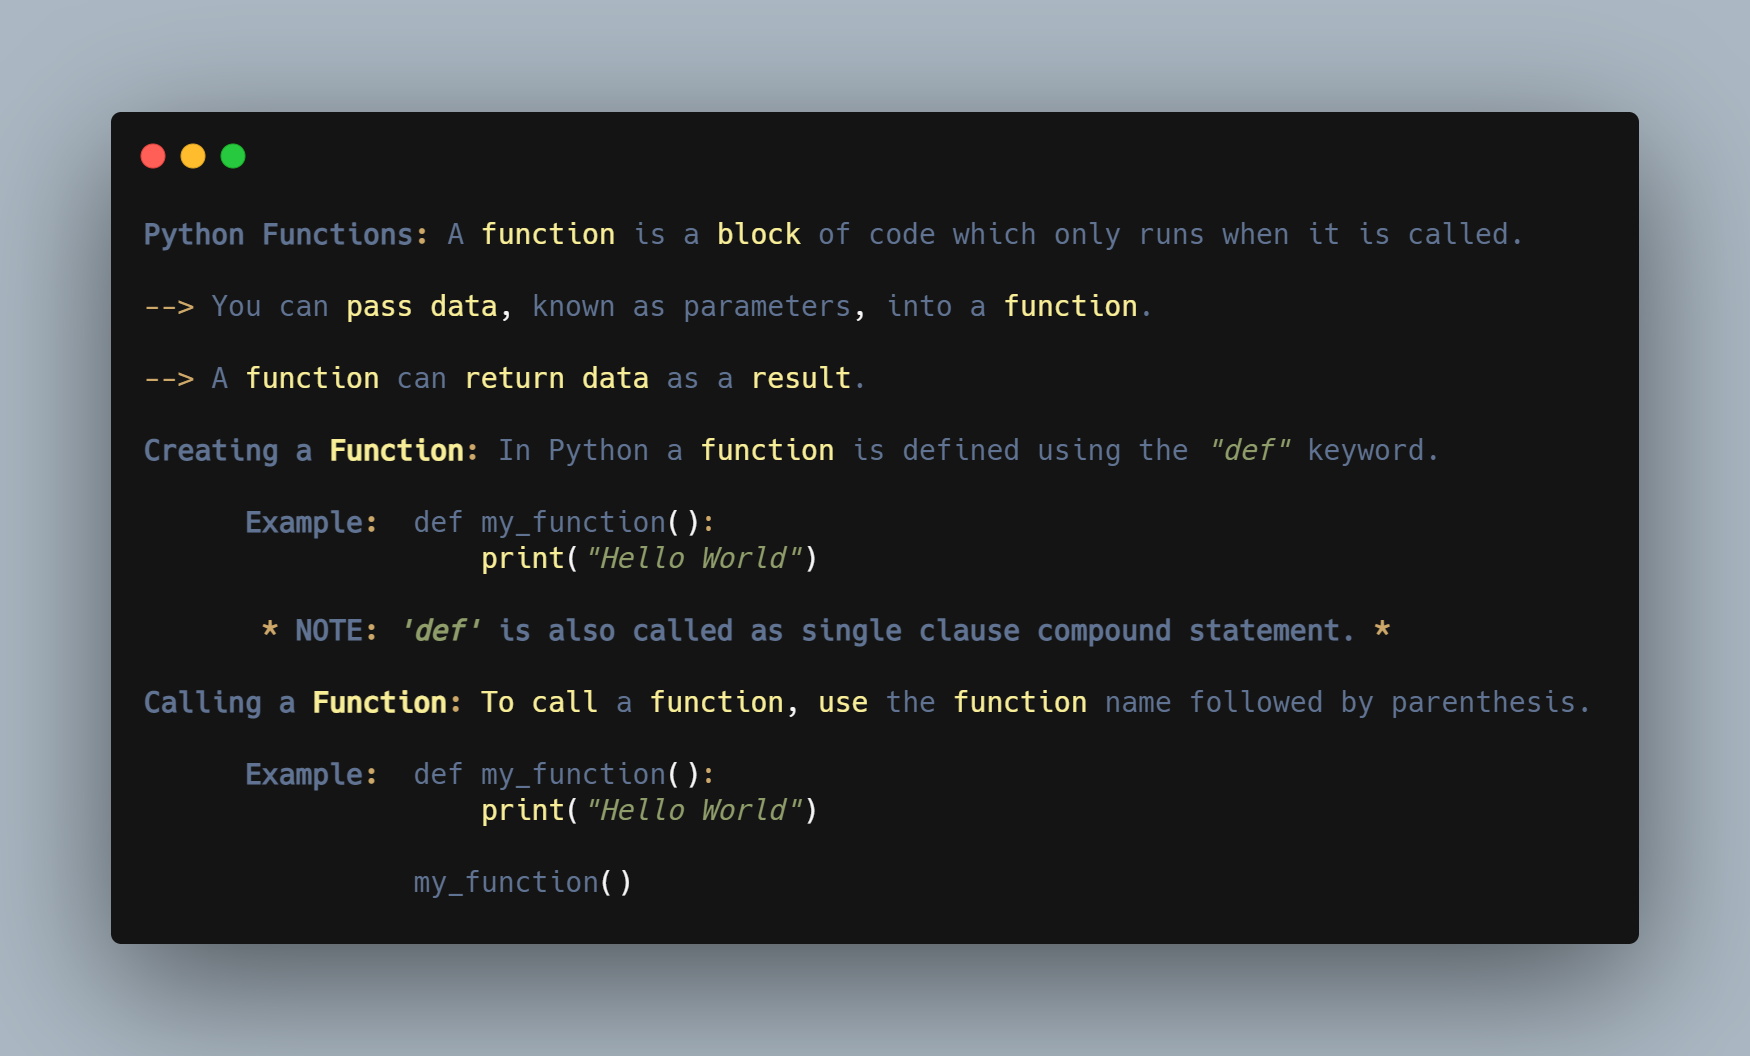 Python Functions: A function is a block of code which only runs when it is called.
--> You can pass data, known as parameters, into a function.
--> A function can return data as a result.
Creating a Function: In Python a function is defined using the "def" keyword.
Example:  def my_function():
print("Hello World")
* NOTE: 'def' is also called as single clause compound statement. *
Calling a Function: To call a function, use the function name followed by parenthesis.
Example:  def my_function():
print("Hello World")
my_function()